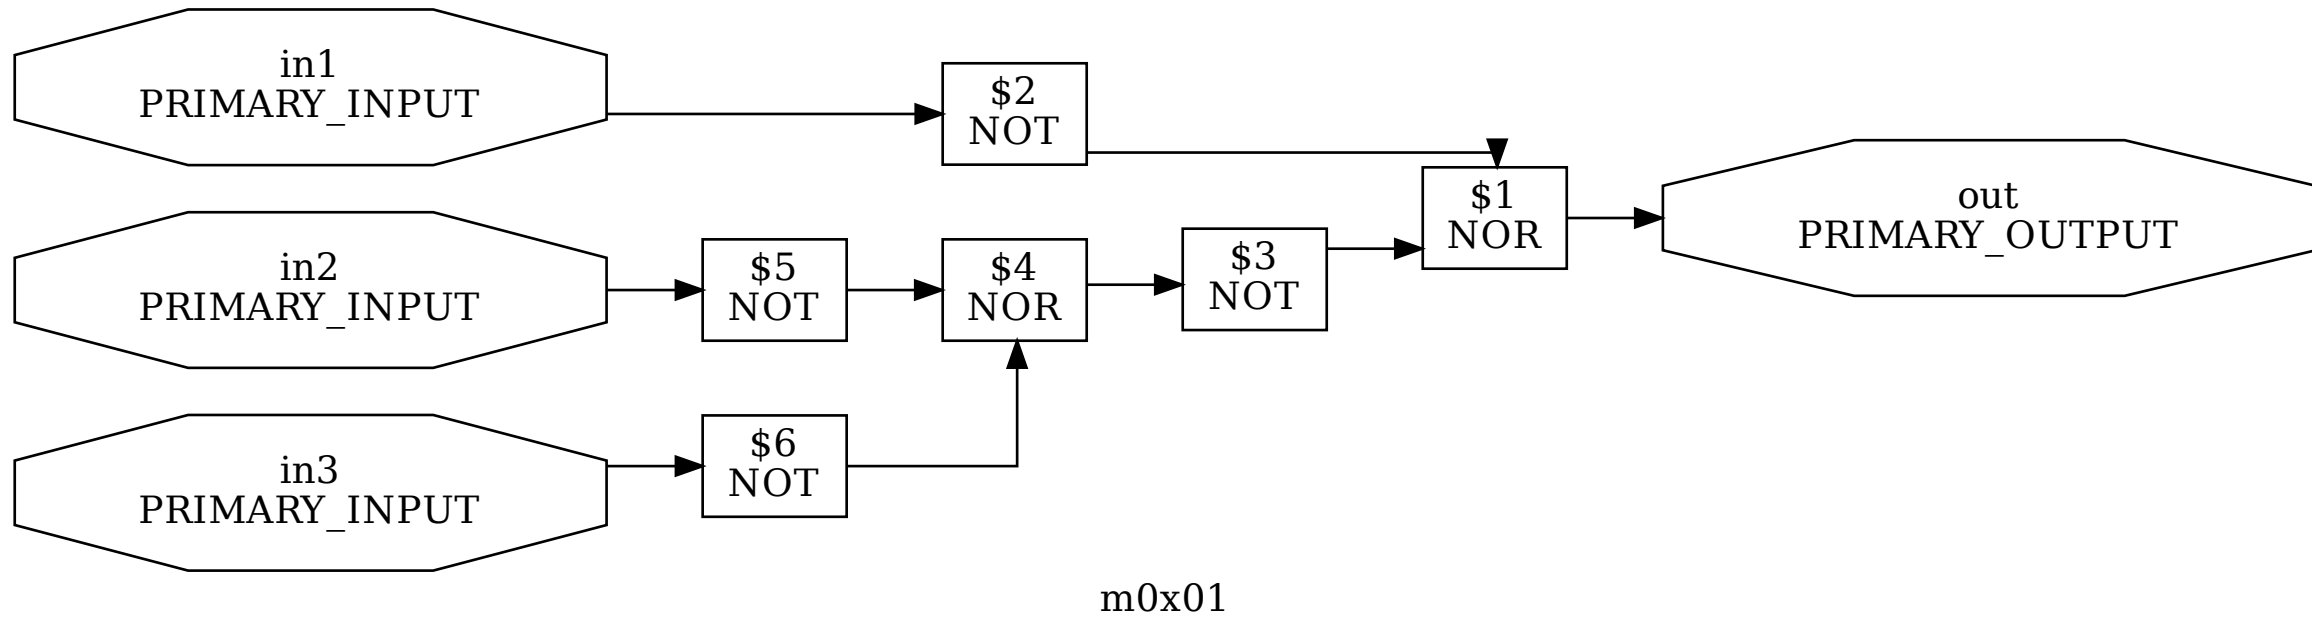 in1
PRIMARY_INPUT
$2
NOT
$1
NOR
out
PRIMARY_OUTPUT
in2
PRIMARY_INPUT
$5
NOT
$4
NOR
$3
NOT
in3
PRIMARY_INPUT
$6
NOT
m0x01